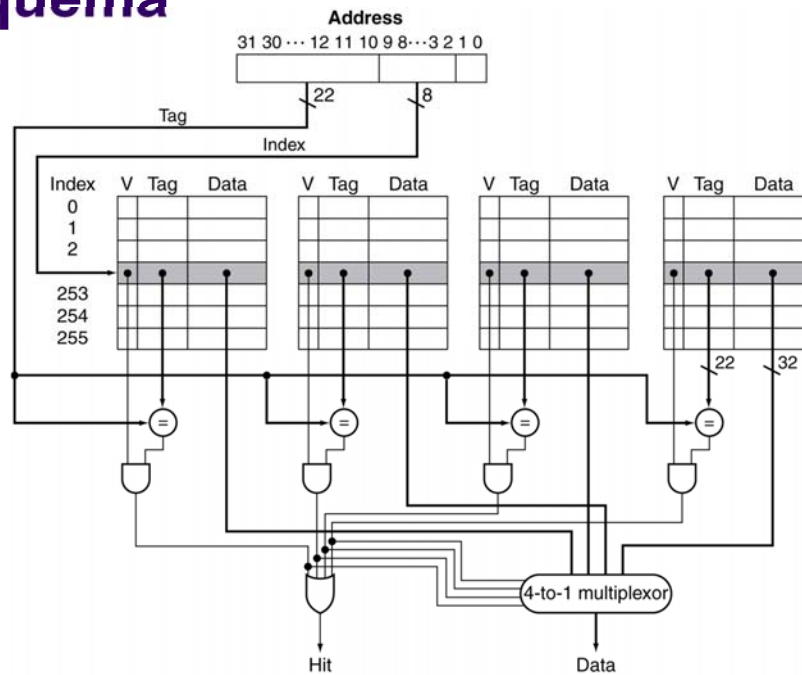 quema
Address
31 30 ··· 12 11 10 9 8···3 2 1 0
22
8
Tag
Index
Index V Tag Data V Tag Data V Tag Data V Tag Data
0
1
2
253
254
255
22
32
= = = =
4-to-1 multiplexor
Hit
Data